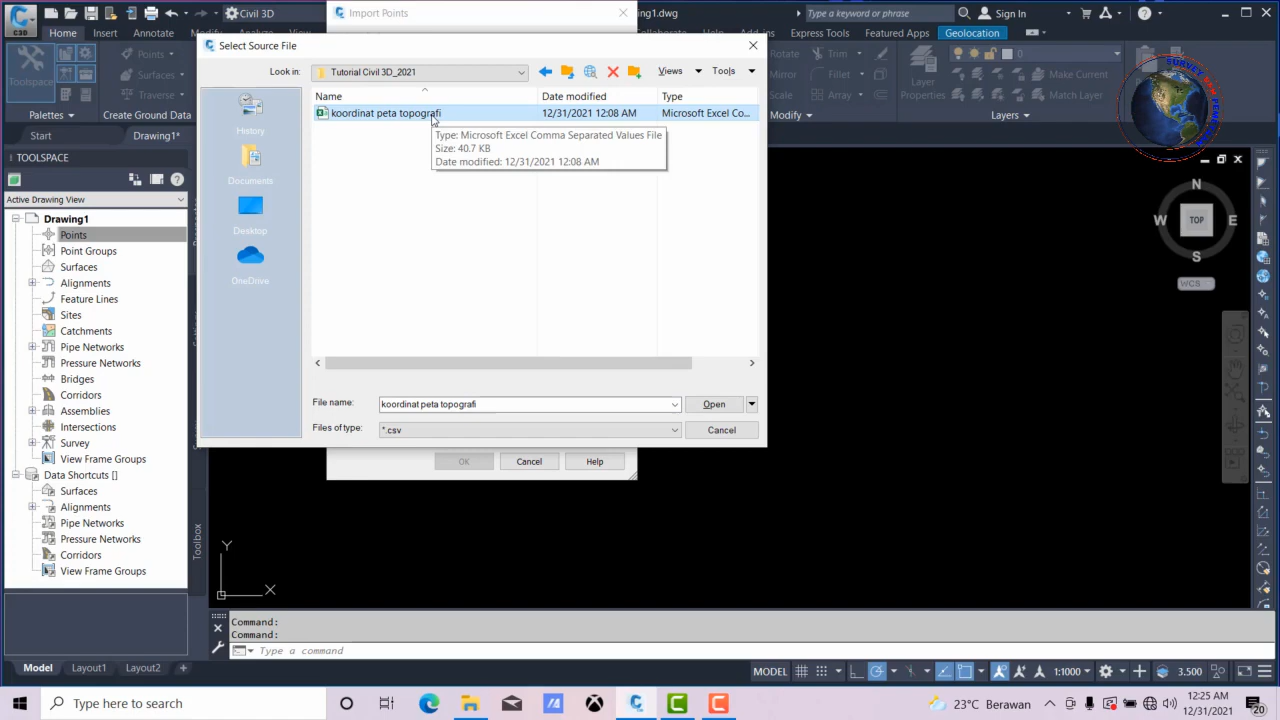 C3D
Civil 3D
Import Points
ing1.dwg
Type a keyword or phrase
Sign In
Home
Insert
Annotate
Modify
Collaborate
Express Tools
Featured Apps
Geolocation
Toolspace
Points
Surfaces
Traverse
Palettes
Create Ground Data
Rotate
Trim
Mirror
Fillet
Scale
Array
Modify
Layer
Properties
0
Make Current
Match Layer
Layers
Select Source File
Look in:
Tutorial Civil 3D_2021
Views
Tools
Name
Date modified
Type
koordinat peta topografi
12/31/2021 12:08 AM
Microsoft Excel Co...
Type: Microsoft Excel Comma Separated Values File
Size: 40.7 KB
Date modified: 12/31/2021 12:08 AM
History
Documents
Desktop
OneDrive
File name:
koordinat peta topografi
Open
Files of type:
*.csv
Cancel
OK
Cancel
Help
Start
Drawing1*
TOOLSPACE
Active Drawing View
Drawing1
Points
Point Groups
Surfaces
Alignments
Feature Lines
Sites
Catchments
Pipe Networks
Pressure Networks
Bridges
Corridors
Assemblies
Intersections
Survey
View Frame Groups
Data Shortcuts []
Surfaces
Alignments
Pipe Networks
Pressure Networks
Corridors
View Frame Groups
Toolbox
N
W
TOP
E
S
WCS
Y
X
Command:
Command:
Type a command
Model
Layout1
Layout2
MODEL
1:1000
3.500
Type here to search
23°C Berawan
12:25 AM
12/31/2021
20